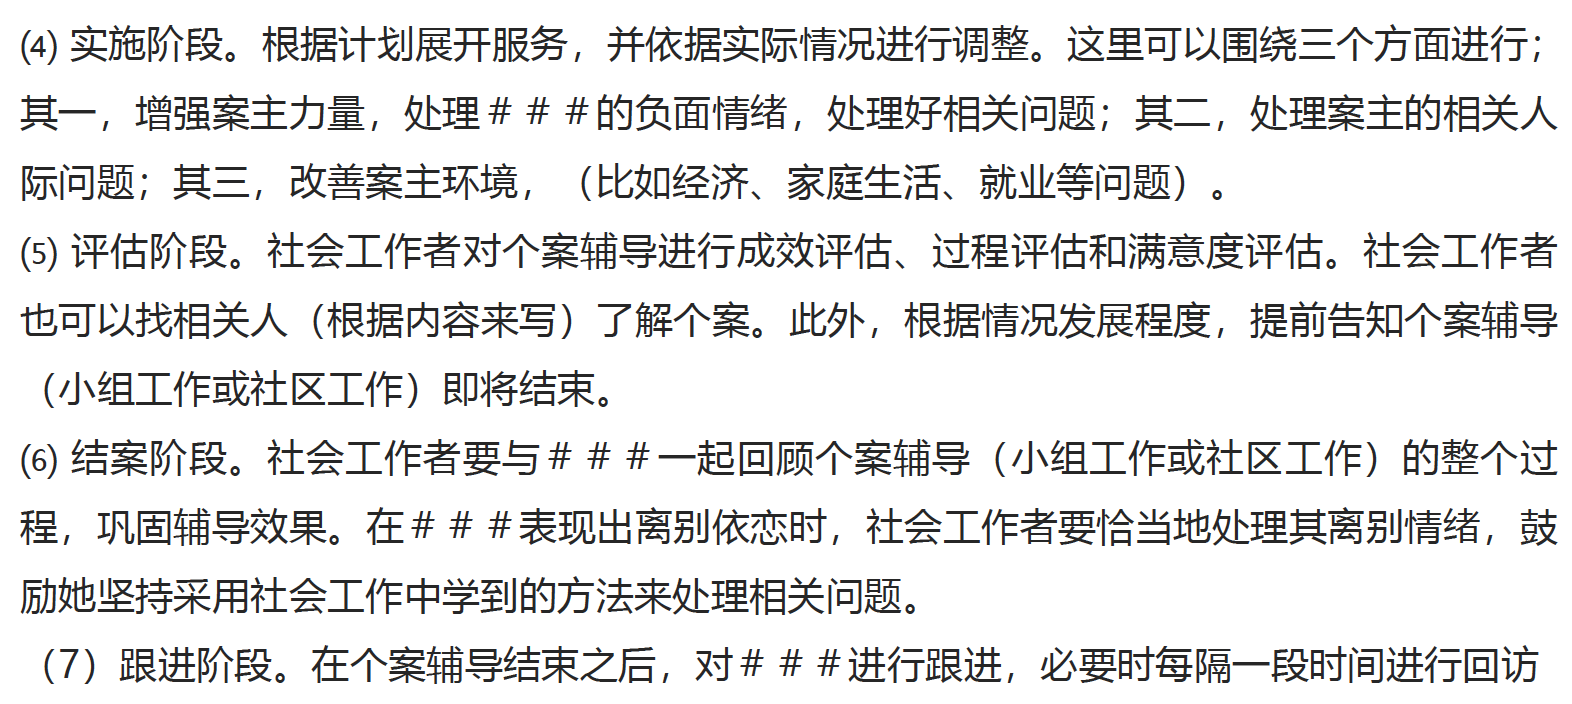 (4) 实施阶段。根据计划展开服务，并依据实际情况进行调整。这里可以围绕三个方面进行；
其一，增强案主力量，处理＃＃＃的负面情绪，处理好相关问题；其二，处理案主的相关人
际问题；其三，改善案主环境，（比如经济、家庭生活、就业等问题）。
(5) 评估阶段。社会工作者对个案辅导进行成效评估、过程评估和满意度评估。社会工作者
也可以找相关人（根据内容来写）了解个案。此外，根据情况发展程度，提前告知个案辅导
（小组工作或社区工作）即将结束。
(6) 结案阶段。社会工作者要与＃＃＃一起回顾个案辅导（小组工作或社区工作）的整个过
程，巩固辅导效果。在＃＃＃表现出离别依恋时，社会工作者要恰当地处理其离别情绪，鼓
励她坚持采用社会工作中学到的方法来处理相关问题。
（7）跟进阶段。在个案辅导结束之后，对＃＃＃进行跟进，必要时每隔一段时间进行回访